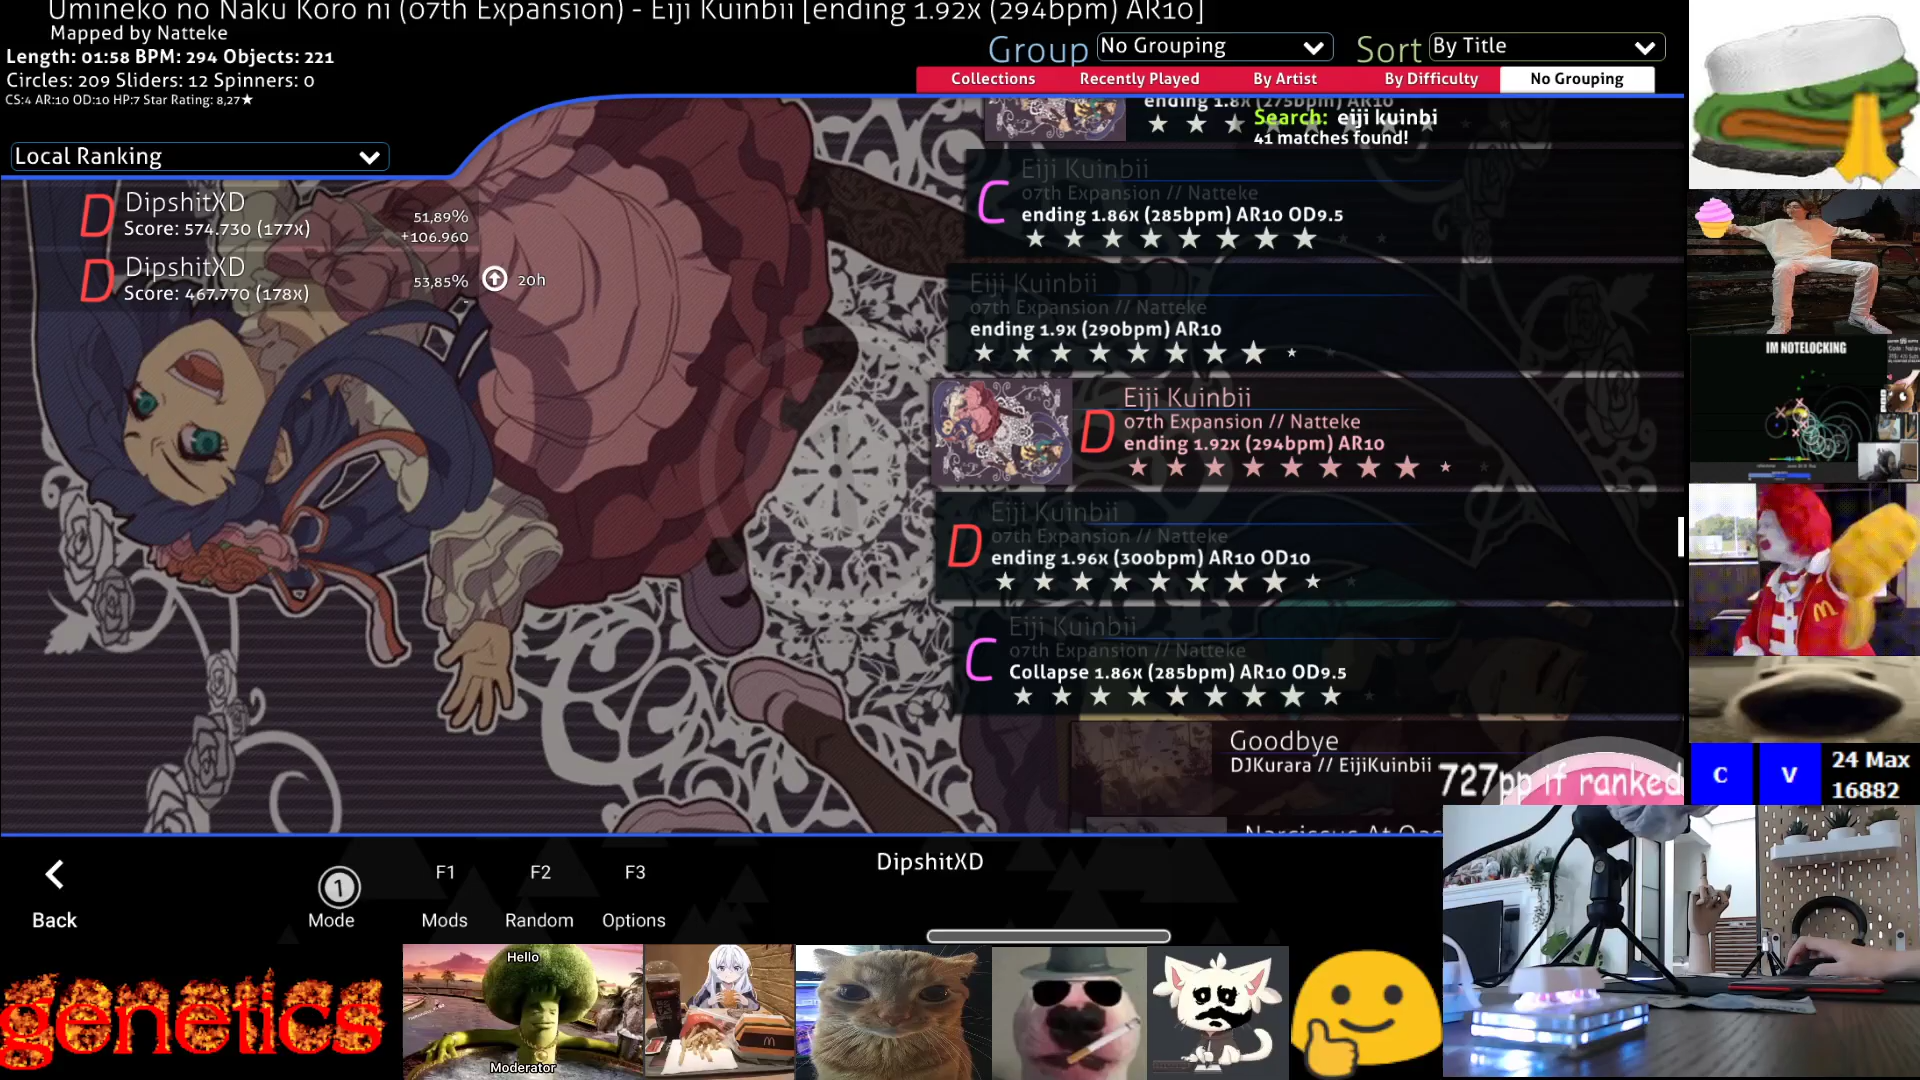 Umineko no Naku Koro ni (07th Expansion) - Eiji Kuinbii [ending 1.92x (294bpm) AR10]
Mapped by Natteke
Length: 01:58 BPM: 294 Objects: 221
Circles: 209 Sliders: 12 Spinners: 0
CS:4 AR:10 OD:10 HP:7 Star Rating: 8,27★
Group No Grouping
Sort By Title
Collections Recently Played By Artist By Difficulty No Grouping
Local Ranking
D DipshitXD
Score: 574.730 (177x)
51,89%
+106.960
D DipshitXD
Score: 467.770 (178x)
53,85%
-
20h
ending 1.8x (275bpm) AR10
Search: eiji kuinbi
41 matches found!
C Eiji Kuinbii
07th Expansion // Natteke
ending 1.86x (285bpm) AR10 OD9.5
Eiji Kuinbii
07th Expansion // Natteke
ending 1.9x (290bpm) AR10
D Eiji Kuinbii
07th Expansion // Natteke
ending 1.92x (294bpm) AR10
D Eiji Kuinbii
07th Expansion // Natteke
ending 1.96x (300bpm) AR10 OD10
C Eiji Kuinbii
07th Expansion // Natteke
Collapse 1.86x (285bpm) AR10 OD9.5
Goodbye
DJKurara // EijiKuinbii
727pp if ranked
IM NOTELOCKING
C V 24 Max
16882
Back
1
Mode
F1
Mods
F2
Random
F3
Options
DipshitXD
genetics
Hello
Moderator